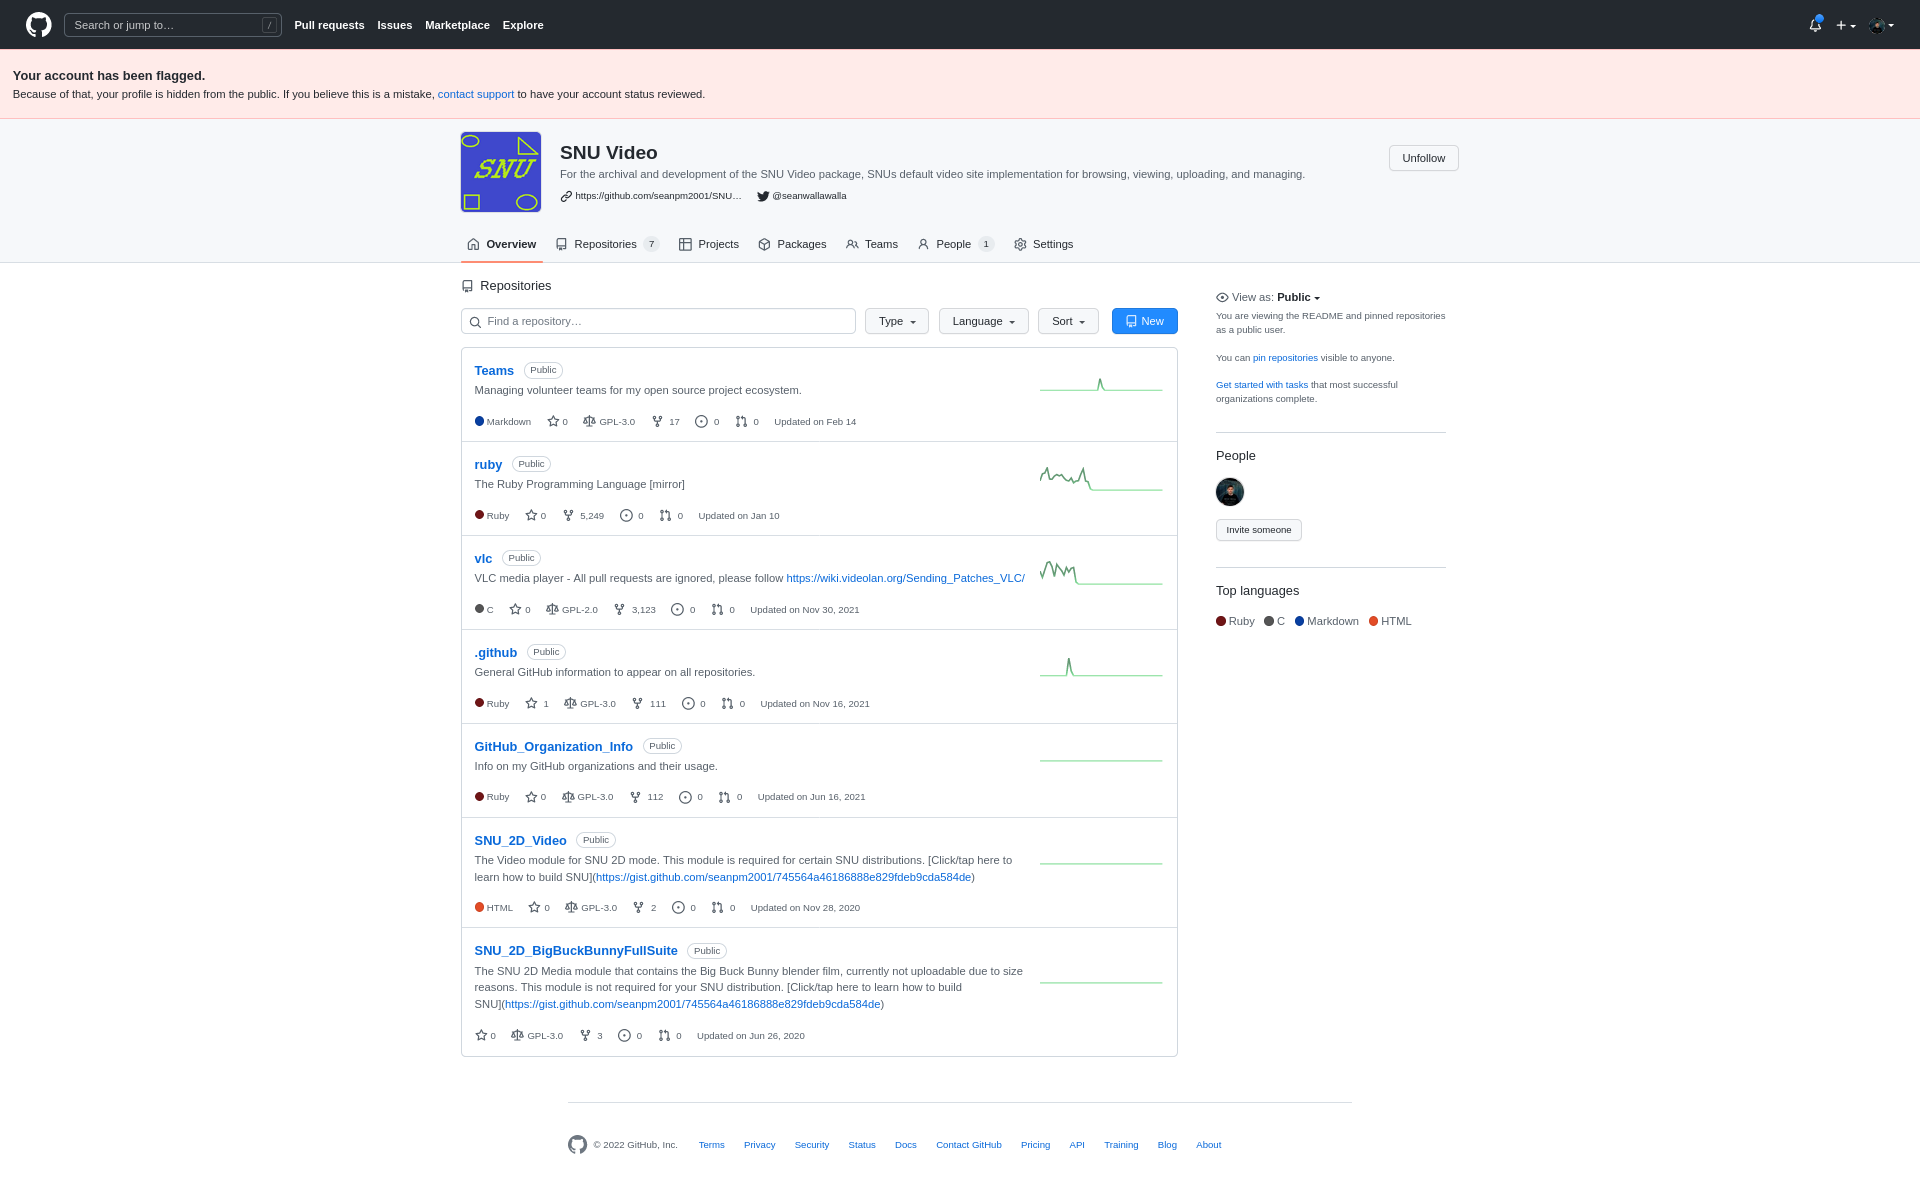 Search or jump to… /
Pull requests Issues Marketplace Explore
Your account has been flagged.
Because of that, your profile is hidden from the public. If you believe this is a mistake, contact support to have your account status reviewed.
SNU
SNU Video
For the archival and development of the SNU Video package, SNUs default video site implementation for browsing, viewing, uploading, and managing.
https://github.com/seanpm2001/SNU… @seanwallawalla
Unfollow
Overview Repositories 7 Projects Packages Teams People 1 Settings
Repositories
Find a repository… Type Language Sort New
Teams Public
Managing volunteer teams for my open source project ecosystem.
Markdown 0 GPL-3.0 17 0 0 Updated on Feb 14
ruby Public
The Ruby Programming Language [mirror]
Ruby 0 5,249 0 0 Updated on Jan 10
vlc Public
VLC media player - All pull requests are ignored, please follow https://wiki.videolan.org/Sending_Patches_VLC/
C 0 GPL-2.0 3,123 0 0 Updated on Nov 30, 2021
.github Public
General GitHub information to appear on all repositories.
Ruby 1 GPL-3.0 111 0 0 Updated on Nov 16, 2021
GitHub_Organization_Info Public
Info on my GitHub organizations and their usage.
Ruby 0 GPL-3.0 112 0 0 Updated on Jun 16, 2021
SNU_2D_Video Public
The Video module for SNU 2D mode. This module is required for certain SNU distributions. [Click/tap here to
learn how to build SNU](https://gist.github.com/seanpm2001/745564a46186888e829fdeb9cda584de)
HTML 0 GPL-3.0 2 0 0 Updated on Nov 28, 2020
SNU_2D_BigBuckBunnyFullSuite Public
The SNU 2D Media module that contains the Big Buck Bunny blender film, currently not uploadable due to size
reasons. This module is not required for your SNU distribution. [Click/tap here to learn how to build
SNU](https://gist.github.com/seanpm2001/745564a46186888e829fdeb9cda584de)
0 GPL-3.0 3 0 0 Updated on Jun 26, 2020
View as: Public
You are viewing the README and pinned repositories
as a public user.
You can pin repositories visible to anyone.
Get started with tasks that most successful
organizations complete.
People
Invite someone
Top languages
Ruby C Markdown HTML
© 2022 GitHub, Inc. Terms Privacy Security Status Docs Contact GitHub Pricing API Training Blog About